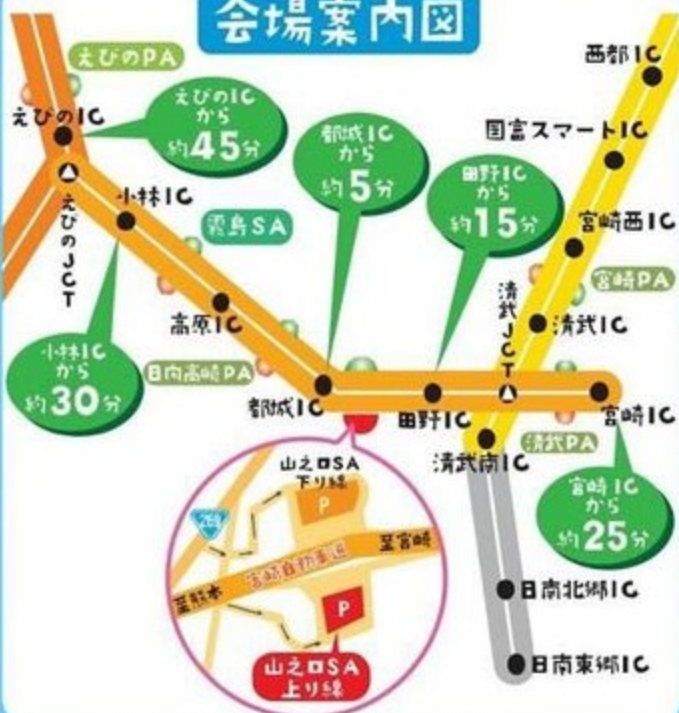 会場案内図
えびのPA
西都IC
えびのIC
えびのIC
から
約45分
都城IC
から
約5分
国富スマートIC
田野IC
から
約15分
小林IC
えびのJCT
霧島SA
宮崎西IC
宮崎PA
清武JCT
清武IC
高原IC
小林IC
から
約30分
日向高崎PA
都城IC
田野IC
宮崎IC
清武PA
清武南IC
山之口SA
下り線
P
269
宮崎IC
から
約25分
至宮崎
宮崎自動車道
至熊本
P
日南北郷IC
山之口SA
上り線
日南東郷IC